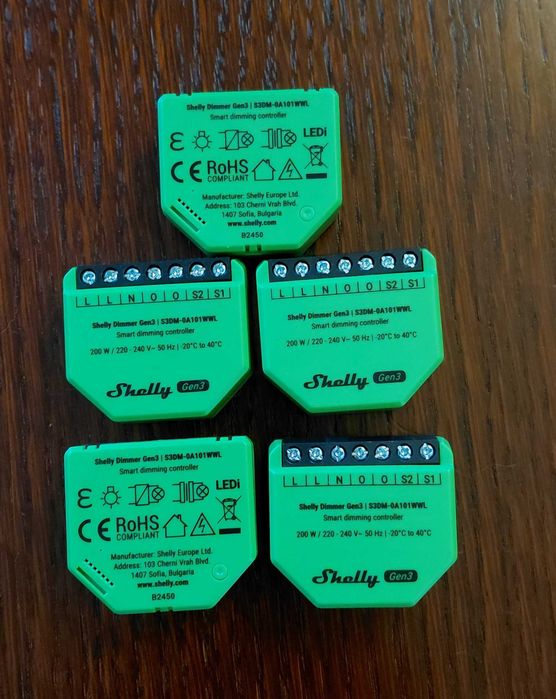 Shelly Dimmer Gen3 | S3DM-0A101WWL
Smart dimming controller
LEDi
CE RoHS
COMPLIANT
Manufacturer: Shelly Europe Ltd.
Address: 103 Cherni Vrah Blvd.
1407 Sofia, Bulgaria
www.shelly.com
B2450
L L N O O S2 S1
Shelly Dimmer Gen3 | S3DM-0A101WWL
Smart dimming controller
200 W / 220 - 240 V~ 50 Hz | -20°C to 40°C
Shelly Gen3
L L N O O S2 S1
Shelly Dimmer Gen3 | S3DM-0A101WWL
Smart dimming controller
200 W / 220 - 240 V~ 50 Hz | -20°C to 40°C
Shelly Gen3
Shelly Dimmer Gen3 | S3DM-0A101WWL
Smart dimming controller
LEDi
CE RoHS
COMPLIANT
Manufacturer: Shelly Europe Ltd.
Address: 103 Cherni Vrah Blvd.
1407 Sofia, Bulgaria
www.shelly.com
B2450
L L N O O S2 S1
Shelly Dimmer Gen3 | S3DM-0A101WWL
Smart dimming controller
200 W / 220 - 240 V~ 50 Hz | -20°C to 40°C
Shelly Gen3